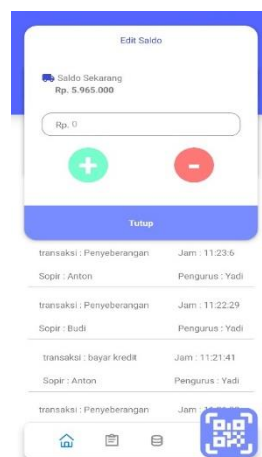 Edit Saldo
Saldo Sekarang
Rp. 5.965.000
Rp. 0
Tutup
transaksi : Penyeberangan Jam : 11:23:6
Sopir : Anton Pengurus : Yadi
transaksi : Penyeberangan Jam : 11:22:29
Sopir : Budi Pengurus : Yadi
transaksi : bayar kredit Jam : 11:21:41
Sopir : Anton Pengurus : Yadi
transaksi : Penyeberangan Jam :